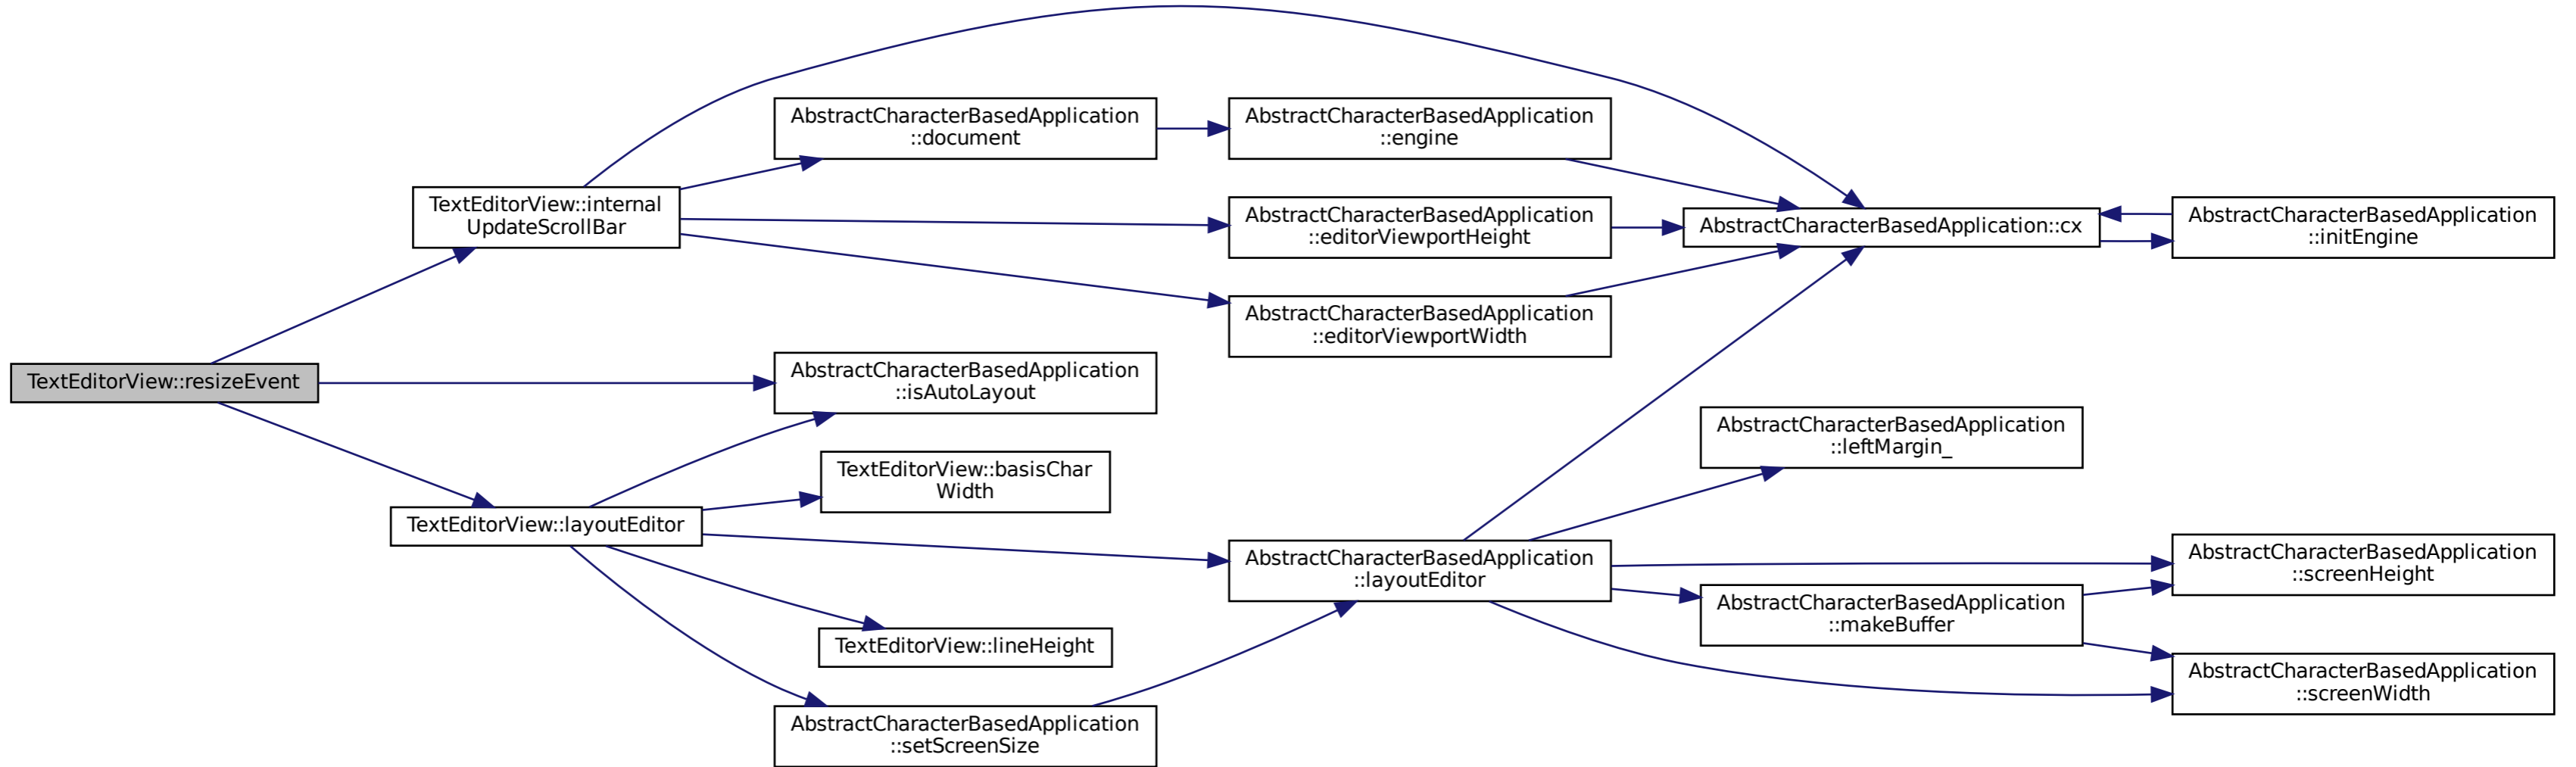 TextEditorView::resizeEvent
TextEditorView::internal
UpdateScrollBar
AbstractCharacterBasedApplication
::document
AbstractCharacterBasedApplication
::engine
AbstractCharacterBasedApplication
::editorViewportHeight
AbstractCharacterBasedApplication
::editorViewportWidth
AbstractCharacterBasedApplication::cx
AbstractCharacterBasedApplication
::initEngine
AbstractCharacterBasedApplication
::isAutoLayout
TextEditorView::layoutEditor
TextEditorView::basisChar
Width
AbstractCharacterBasedApplication
::layoutEditor
TextEditorView::lineHeight
AbstractCharacterBasedApplication
::setScreenSize
AbstractCharacterBasedApplication
::leftMargin_
AbstractCharacterBasedApplication
::makeBuffer
AbstractCharacterBasedApplication
::screenHeight
AbstractCharacterBasedApplication
::screenWidth